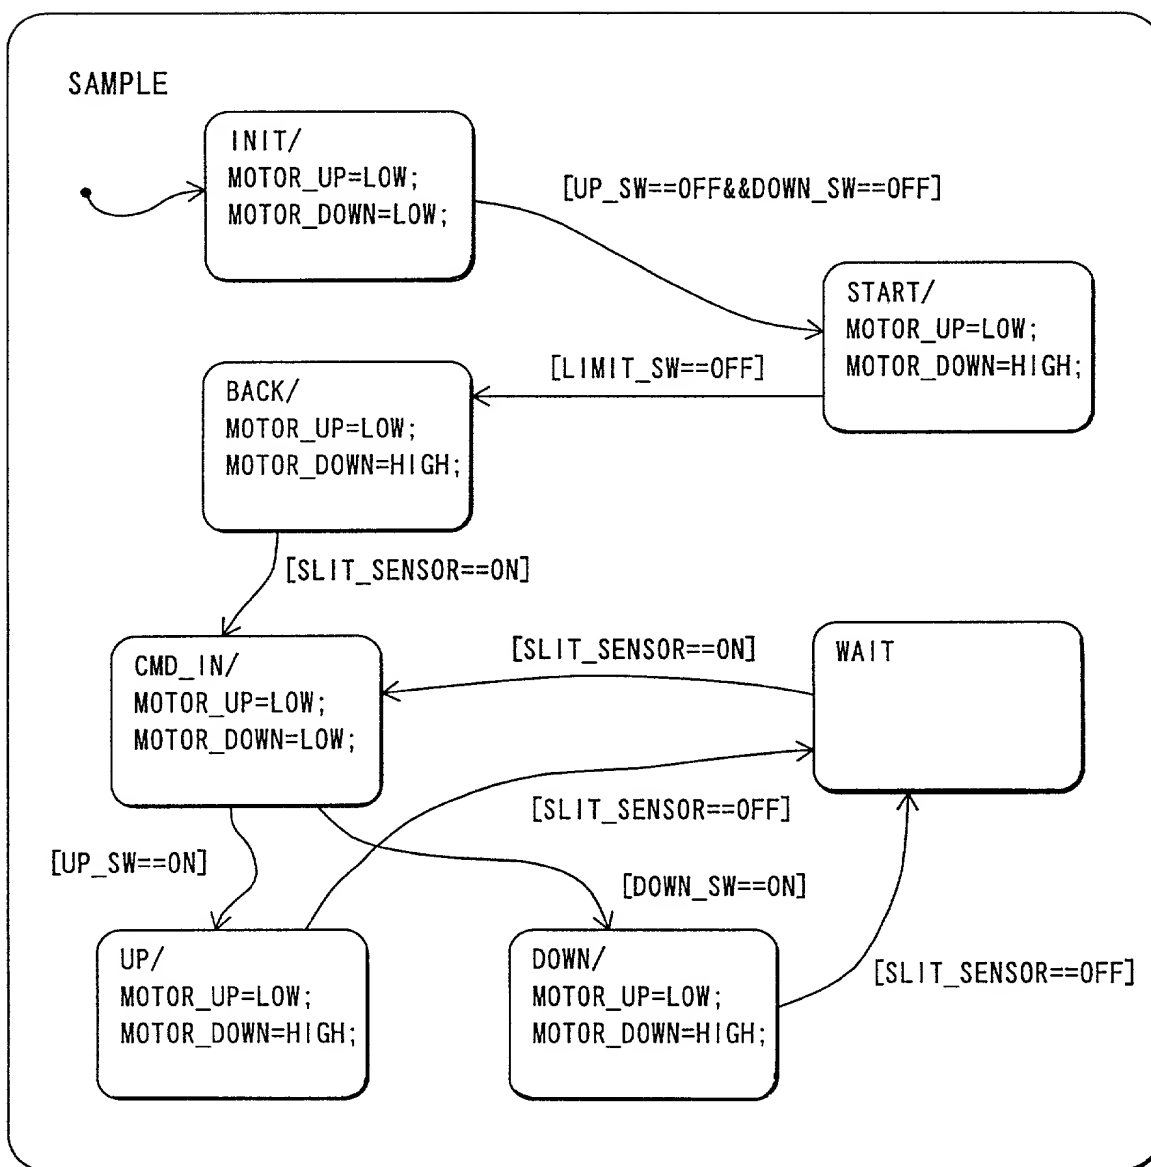 SAMPLE
INIT/
MOTOR_UP=LOW;
MOTOR_DOWN=LOW;
[UP_SW==OFF&&DOWN_SW==OFF]
START/
MOTOR_UP=LOW;
MOTOR_DOWN=HIGH;
[LIMIT_SW==OFF]
BACK/
MOTOR_UP=LOW;
MOTOR_DOWN=HIGH;
[SLIT_SENSOR==ON]
CMD_IN/
MOTOR_UP=LOW;
MOTOR_DOWN=LOW;
[SLIT_SENSOR==ON]
WAIT
[SLIT_SENSOR==OFF]
[UP_SW==ON]
[DOWN_SW==ON]
UP/
MOTOR_UP=LOW;
MOTOR_DOWN=HIGH;
DOWN/
MOTOR_UP=LOW;
MOTOR_DOWN=HIGH;
[SLIT_SENSOR==OFF]